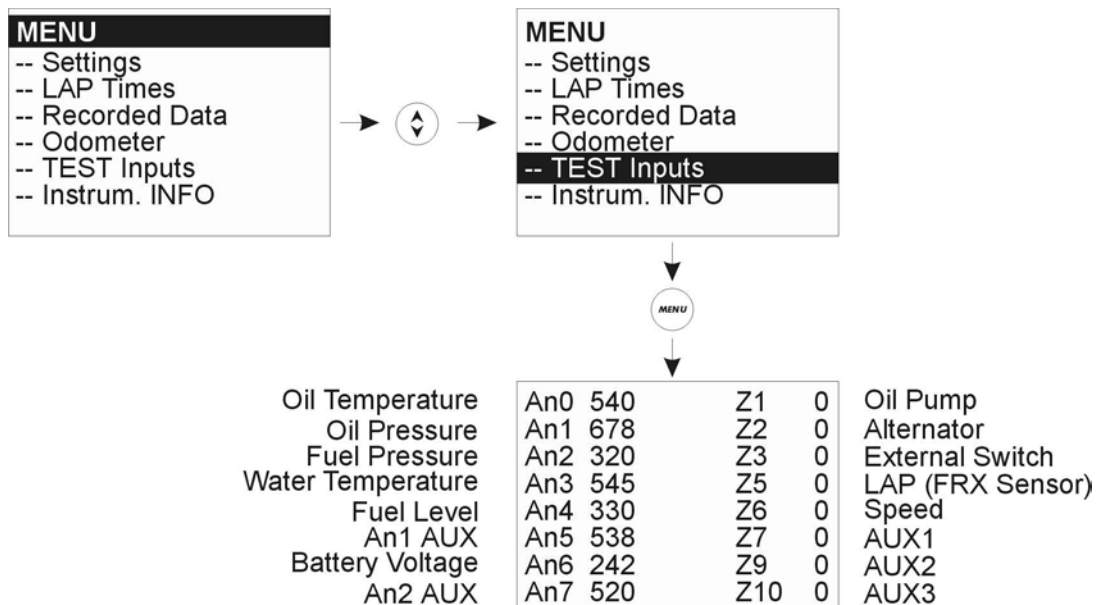 MENU
-- Settings
-- LAP Times
-- Recorded Data
-- Odometer
-- TEST Inputs
-- Instrum. INFO
MENU
-- Settings
-- LAP Times
-- Recorded Data
-- Odometer
-- TEST Inputs
-- Instrum. INFO
MENU
Oil Temperature An0 540 Z1 0 Oil Pump
Oil Pressure An1 678 Z2 0 Alternator
Fuel Pressure An2 320 Z3 0 External Switch
Water Temperature An3 545 Z5 0 LAP (FRX Sensor)
Fuel Level An4 330 Z6 0 Speed
An1 AUX An5 538 Z7 0 AUX1
Battery Voltage An6 242 Z9 0 AUX2
An2 AUX An7 520 Z10 0 AUX3